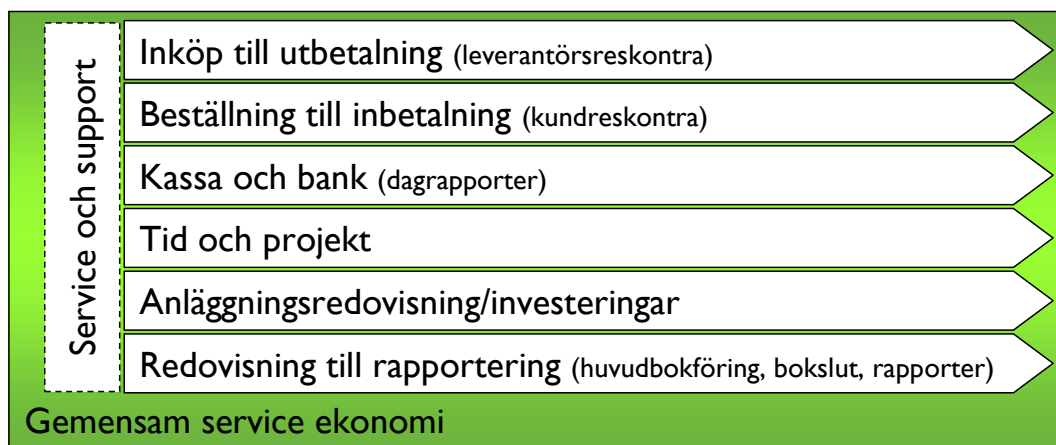 Service och support
Inköp till utbetalning (leverantörsreskontra)
Beställning till inbetalning (kundreskontra)
Kassa och bank (dagrapporter)
Tid och projekt
Anläggningsredovisning/investeringar
Redovisning till rapportering (huvudbokföring, bokslut, rapporter)
Gemensam service ekonomi